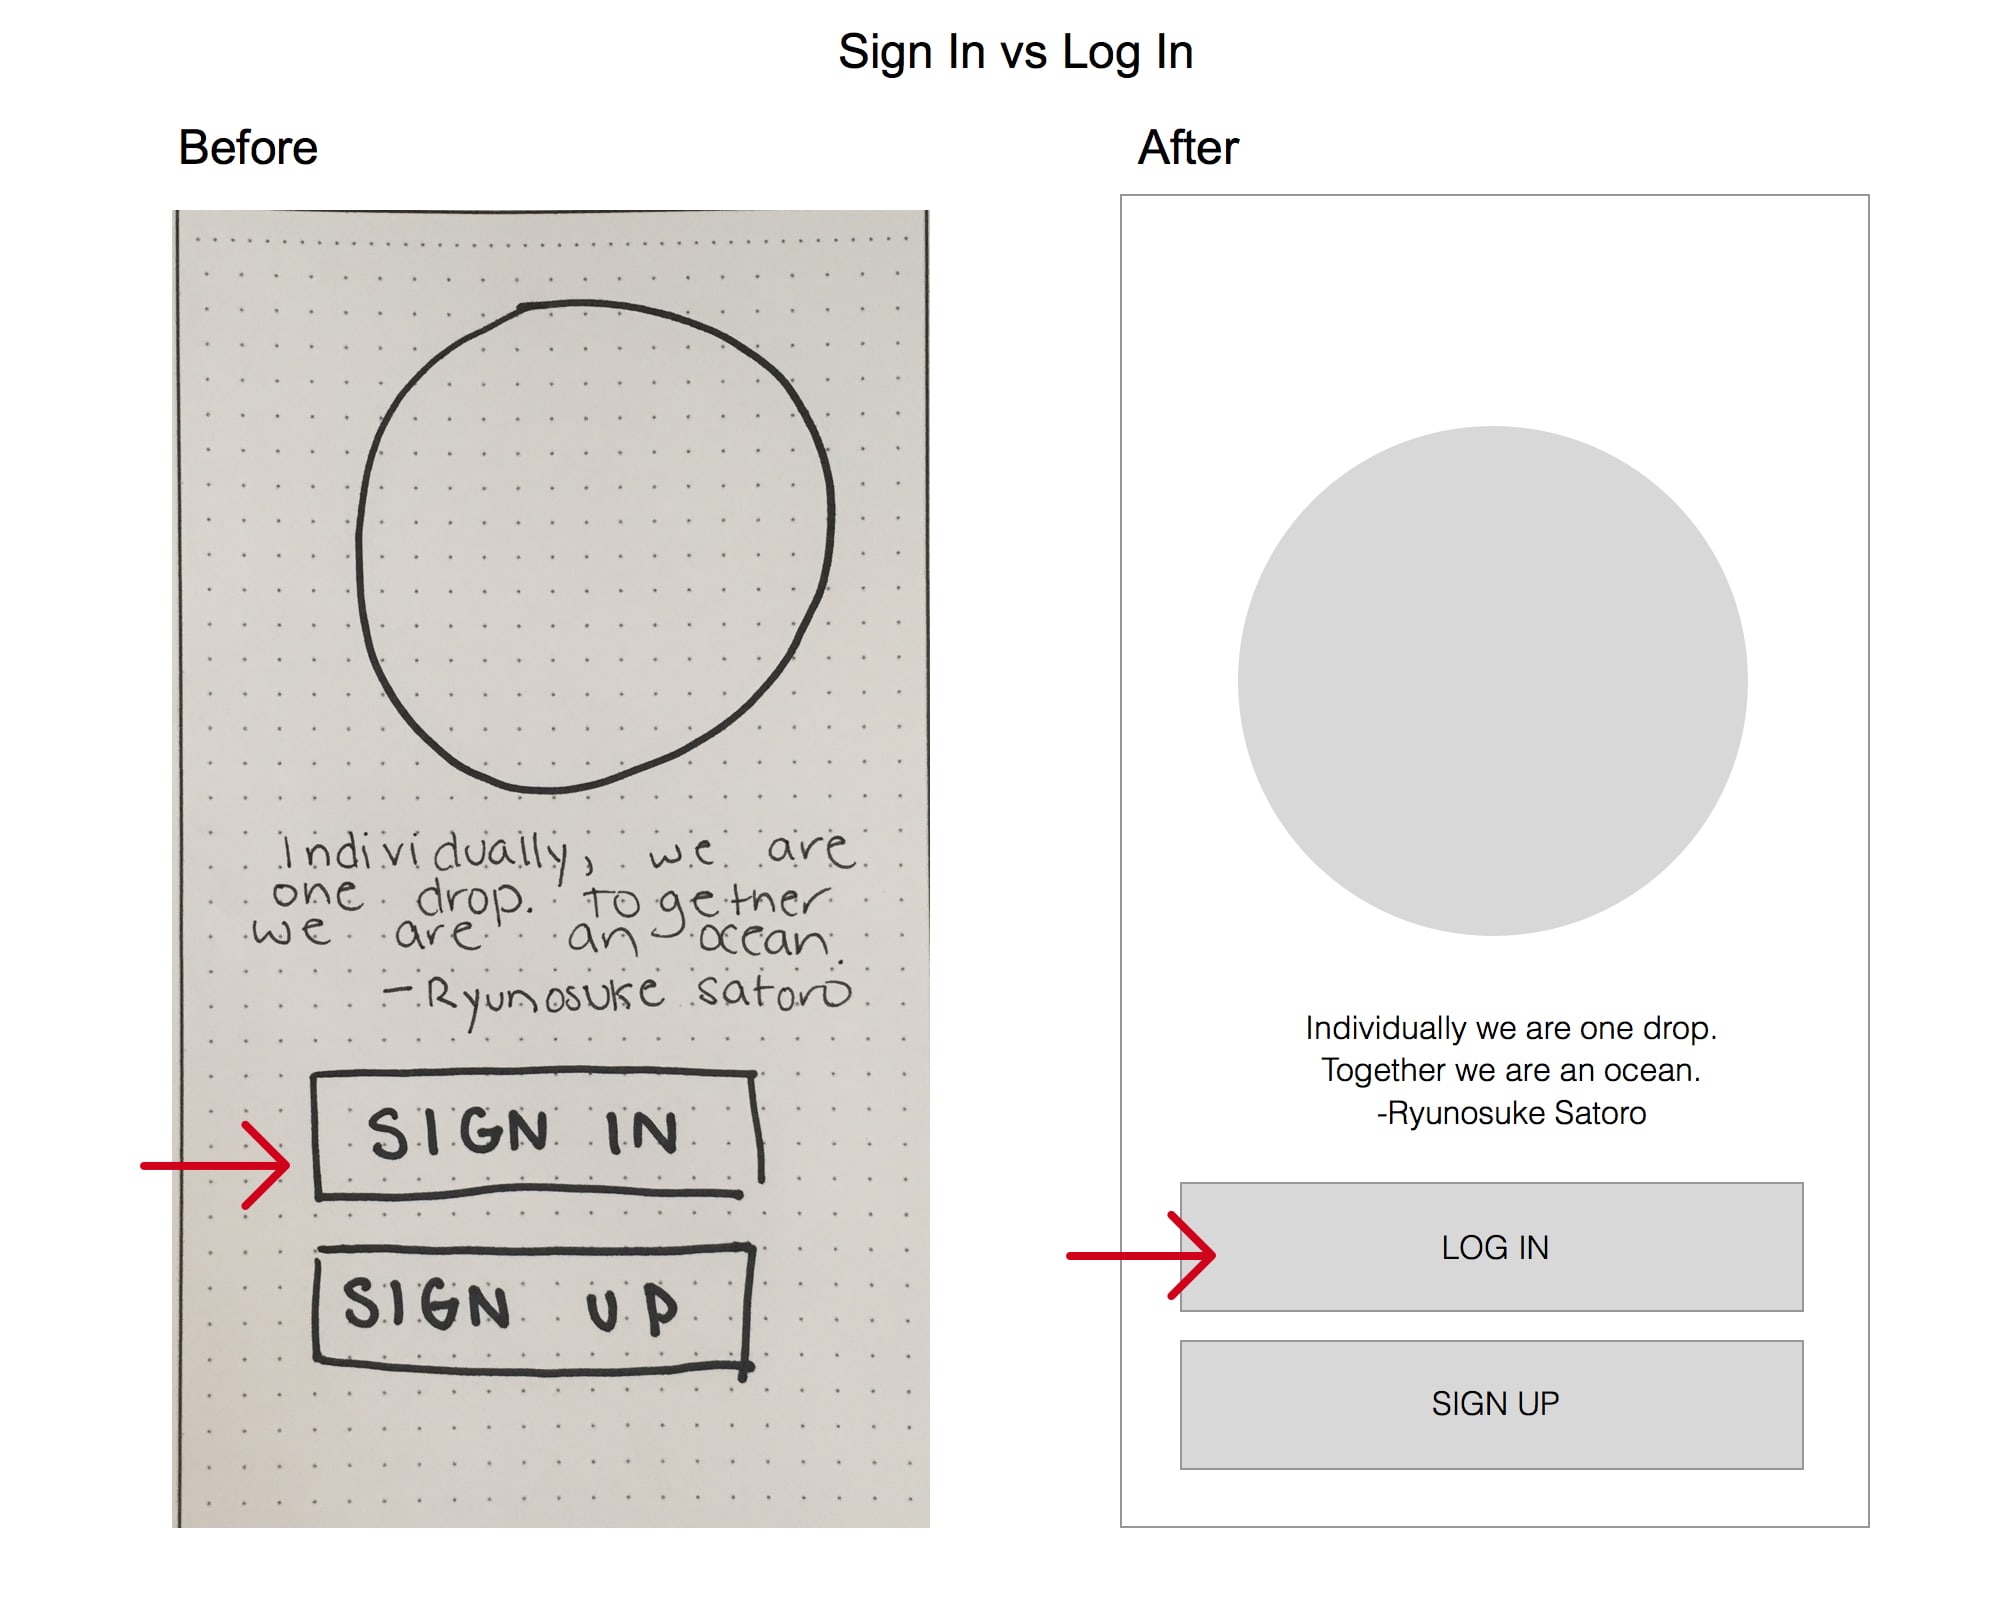 Sign In vs Log In
Before
Individually, we are
one drop. Together
we are an ocean.
-Ryunosuke Satoro
SIGN IN
SIGN UP
After
Individually we are one drop.
Together we are an ocean.
-Ryunosuke Satoro
LOG IN
SIGN UP